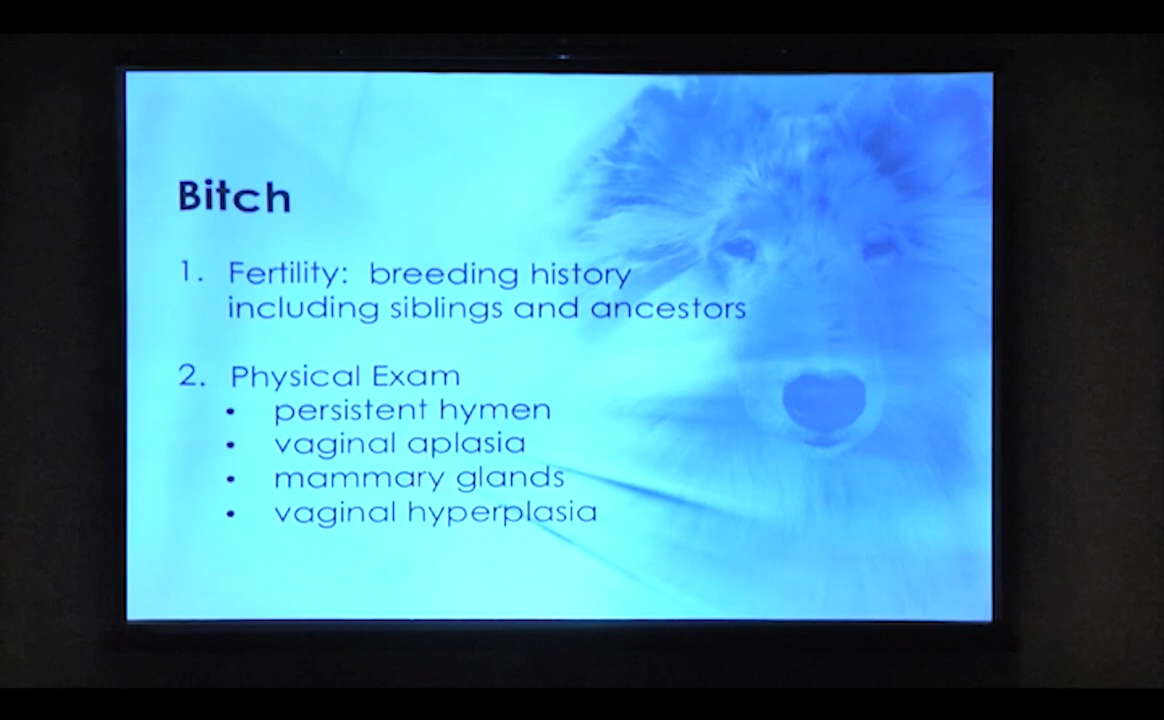 Bitch
1. Fertility: breeding history
including siblings and ancestors
2. Physical Exam
• persistent hymen
• vaginal aplasia
• mammary glands
• vaginal hyperplasia